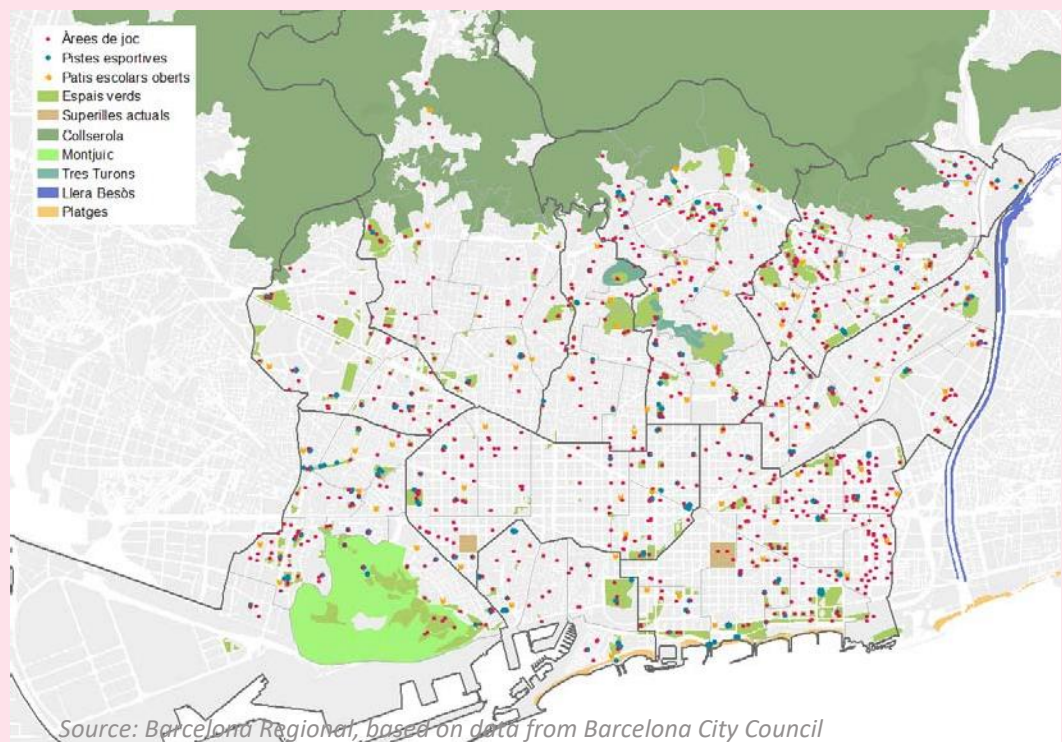 Àrees de joc
Pistes esportives
Patis escolars oberts
Espais verds
Superilles actuals
Collserola
Montjuïc
Tres Turons
Llera Besòs
Platges
Source: Barcelona Regional, based on data from Barcelona City Council